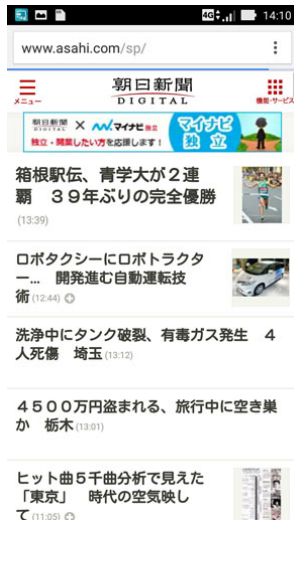 4G 14:10
www.asahi.com/sp/
メニュー
朝日新聞
DIGITAL
機能・サービス
朝日新聞 DIGITAL × マイナビ独立
独立・開業したい方を応援します!
マイナビ
独立
箱根駅伝、青学大が2連
覇 39年ぶりの完全優勝
(13:39)
ロボタクシーにロボトラクタ
ー… 開発進む自動運転技
術(12:44)
洗浄中にタンク破裂、有毒ガス発生 4
人死傷 埼玉(13:12)
4500万円盗まれる、旅行中に空き巣
か 栃木(13:01)
ヒット曲5千曲分析で見えた
「東京」 時代の空気映し
て(11:05)